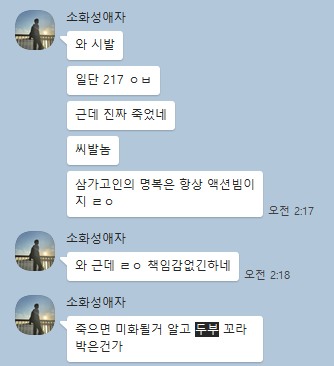 소화성애자
와 시발
일단 217 ㅇㅂ
근데 진짜 죽었네
씨발놈
삼가고인의 명복은 항상 액션빔이
지 ㄹㅇ
오전 2:17
소화성애자
와 근데 ㄹㅇ 책임감없긴하네
오전 2:18
소화성애자
죽으면 미화될거 알고 두부 꼬라
박은건가